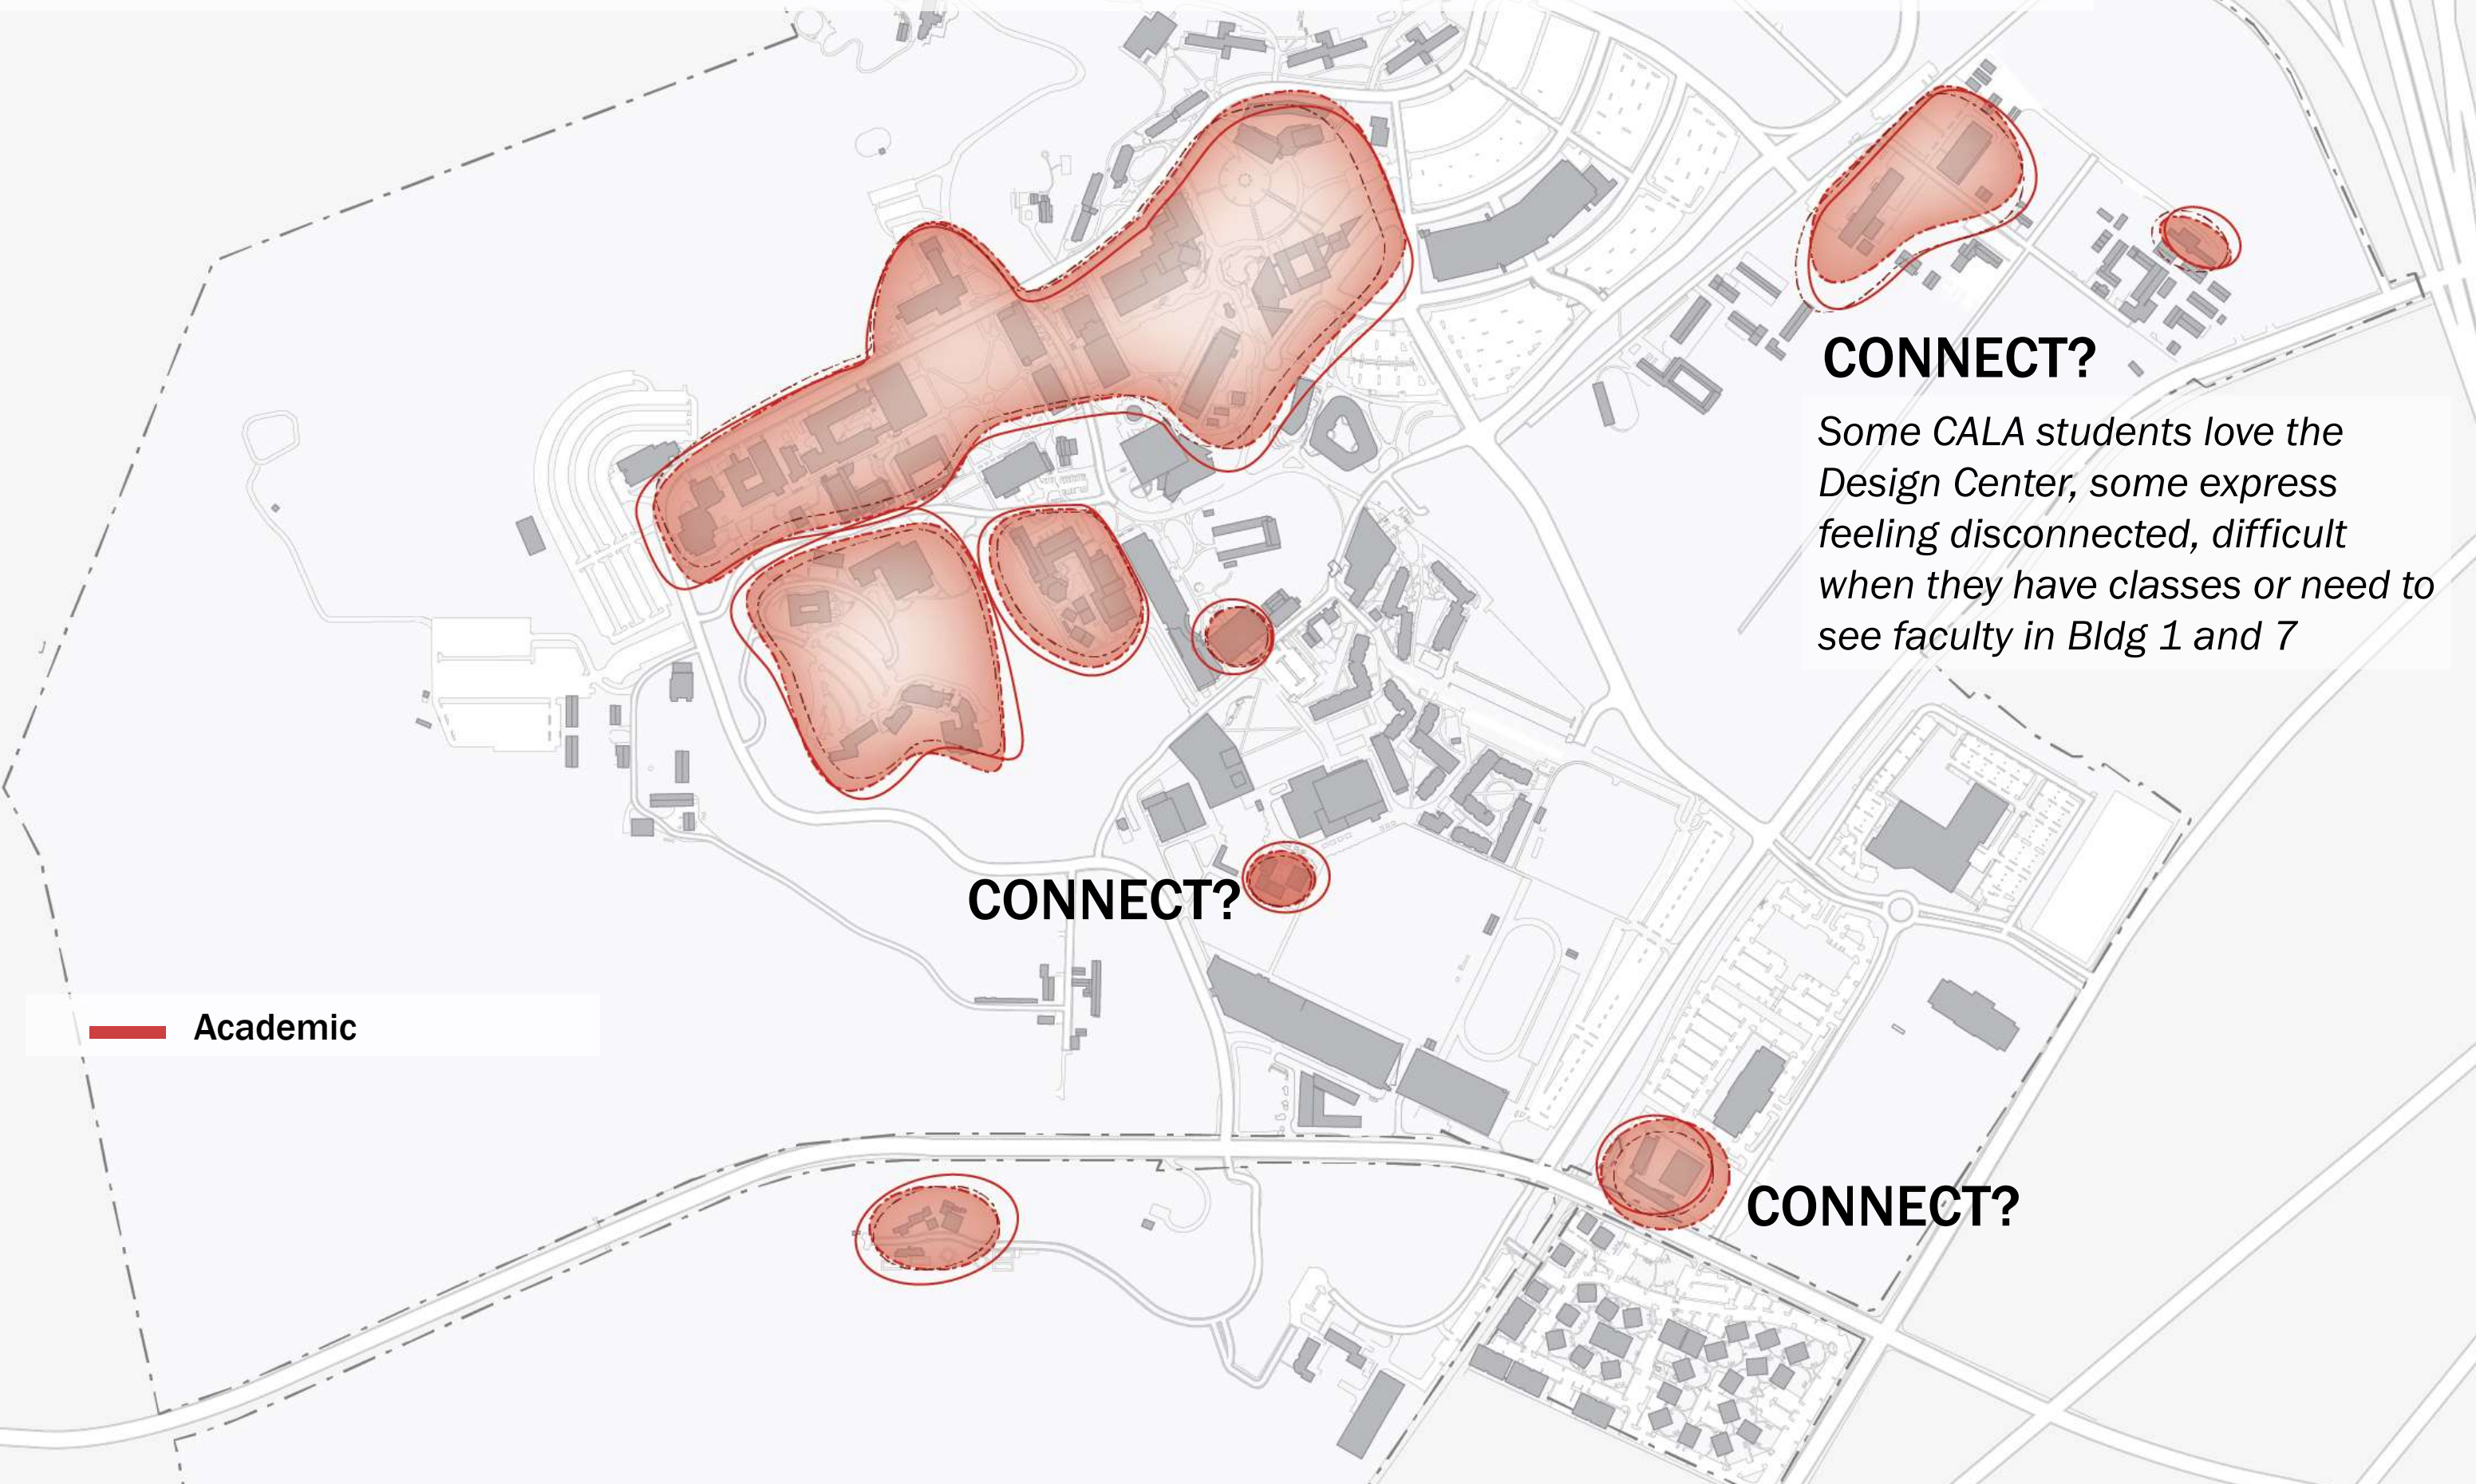 CONNECT?
Some CALA students love the
Design Center, some express
feeling disconnected, difficult
when they have classes or need to
see faculty in Bldg 1 and 7
CONNECT?
Academic
CONNECT?